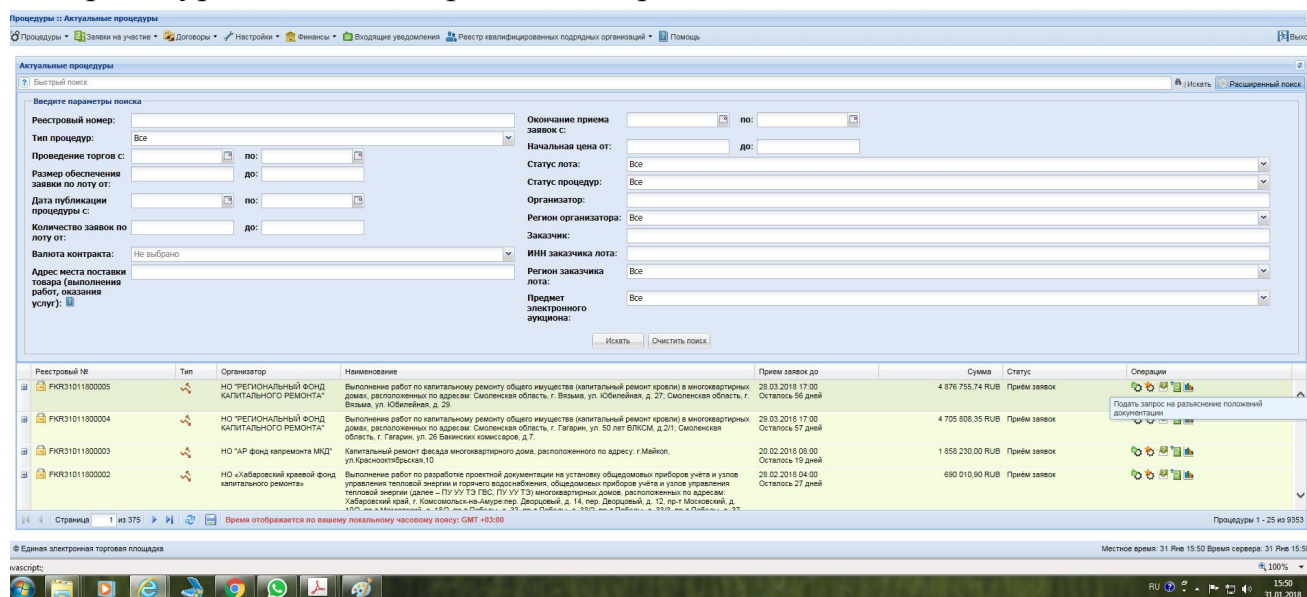 Процедуры :: Актуальные процедуры
Процедуры Заявки на участие Договоры Настройки Финансы Входящие уведомления Реестр квалифицированных подрядных организаций Помощь
Актуальные процедуры
Быстрый поиск Искать Расширенный поиск
Введите параметры поиска
Реестровый номер:
Тип процедур: Все
Проведение торгов с: по:
Размер обеспечения до:
заявки по лоту от:
Дата публикации по:
процедуры с:
Количество заявок по до:
лоту от:
Валюта контракта: Не выбрано
Адрес места поставки
товара (выполнения
работ, оказания
услуг):
Окончание приема по:
заявок с:
Начальная цена от: до:
Статус лота: Все
Статус процедур: Все
Организатор:
Регион организатора: Все
Заказчик:
ИНН заказчика лота:
Регион заказчика Все
лота:
Предмет Все
электронного
аукциона:
Искать Очистить поиск
Реестровый № Тип Организатор Наименование Прием заявок до Сумма Статус Операции
FKR31011800005 НО "РЕГИОНАЛЬНЫЙ ФОНД Выполнение работ по капитальному ремонту общего имущества (капитальный ремонт кровли) в многоквартирных 28.03.2018 17:00 4 876 755,74 RUB Приём заявок
КАПИТАЛЬНОГО РЕМОНТА" домах, расположенных по адресам: Смоленская область, г. Вязьма, ул. Юбилейная, д. 27; Смоленская область, г. Осталось 56 дней
Вязьма, ул. Юбилейная, д. 29.
Подать запрос на разъяснение положений
документации
FKR31011800004 НО "РЕГИОНАЛЬНЫЙ ФОНД Выполнение работ по капитальному ремонту общего имущества (капитальный ремонт кровли) в многоквартирных 29.03.2018 17:00 4 705 808,35 RUB Приём заявок
КАПИТАЛЬНОГО РЕМОНТА" домах, расположенных по адресам: Смоленская область, г. Гагарин, ул. 50 лет ВЛКСМ, д.2/1; Смоленская Осталось 57 дней
область, г. Гагарин, ул. 26 Бакинских комиссаров, д.7.
FKR31011800003 НО "АР фонд капремонта МКД" Капитальный ремонт фасада многоквартирного дома, расположенного по адресу: г.Майкоп, 20.02.2018 08:00 1 858 230,00 RUB Приём заявок
ул.Краснооктябрьская,10 Осталось 19 дней
FKR31011800002 НО «Хабаровский краевой фонд Выполнение работ по разработке проектной документации на установку общедомовых приборов учёта и узлов 28.02.2018 04:00 690 010,90 RUB Приём заявок
капитального ремонта» управления тепловой энергии и горячего водоснабжения, общедомовых приборов учёта и узлов управления Осталось 27 дней
тепловой энергии (далее – ПУ УУ ТЭ ГВС, ПУ УУ ТЭ) многоквартирных домов, расположенных по адресам:
Хабаровский край, г. Комсомольск-на-Амуре:пер. Дворцовый, д. 14, пер. Дворцовый, д. 12, пр-т Московский, д.
Страница 1 из 375 Время отображается по вашему локальному часовому поясу: GMT +03:00 Процедуры 1 - 25 из 9353
© Единая электронная торговая площадка Местное время: 31 Янв 15:50 Время сервера: 31 Янв
100%
RU 15:50
31.01.2018